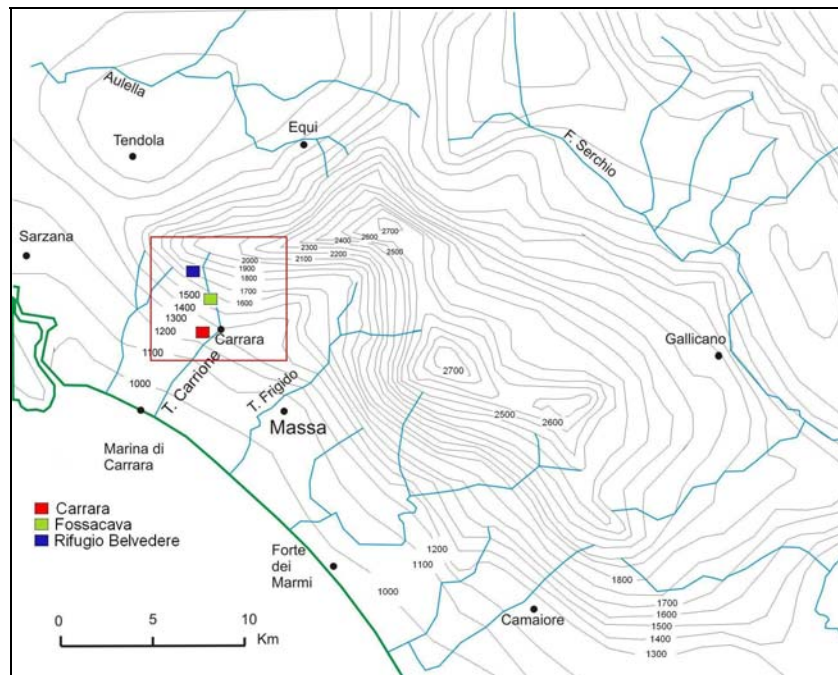 Aulella
Tendola
Equi
F. Serchio
Sarzana
2700
2400
2600
2300
2500
2000
2100
2200
1900
1800
1700
1500
1600
1400
1300
1200
Carrara
1100
1000
T. Carrione
T. Frigido
Massa
Gallicano
2700
2500
2600
Marina di
Carrara
Carrara
Fossacava
Rifugio Belvedere
Forte
dei
Marmi
1200
1100
1000
Camaiore
1800
1700
1600
1500
1400
1300
0
5
10
Km